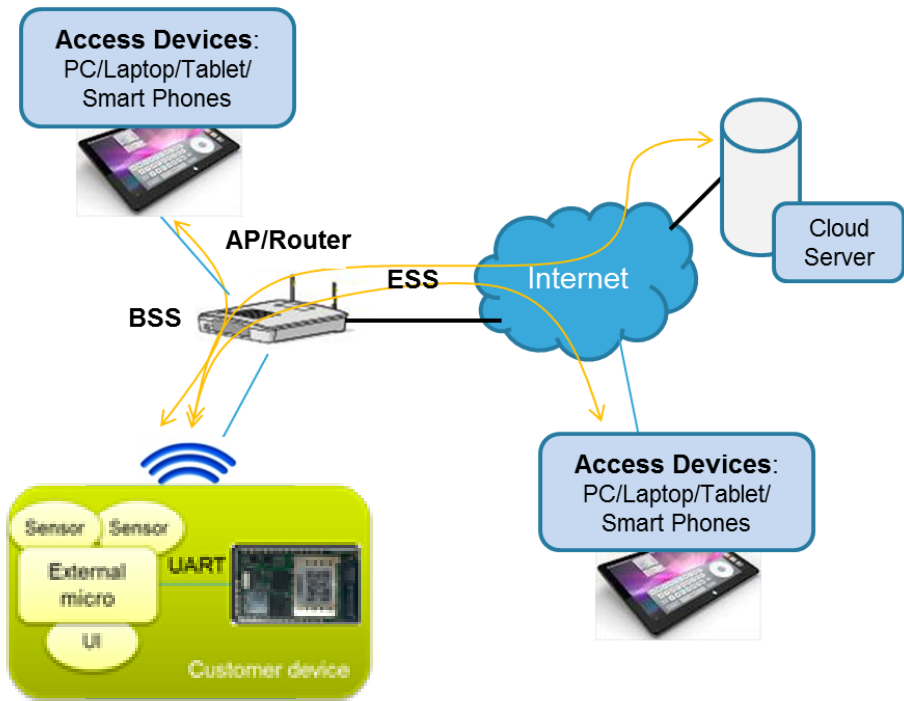 Access Devices:
PC/Laptop/Tablet/
Smart Phones
Cloud
Server
AP/Router
Internet
ESS
BSS
Access Devices:
PC/Laptop/Tablet/
Smart Phones
Sensor
Sensor
External
micro
UART
UI
Customer device